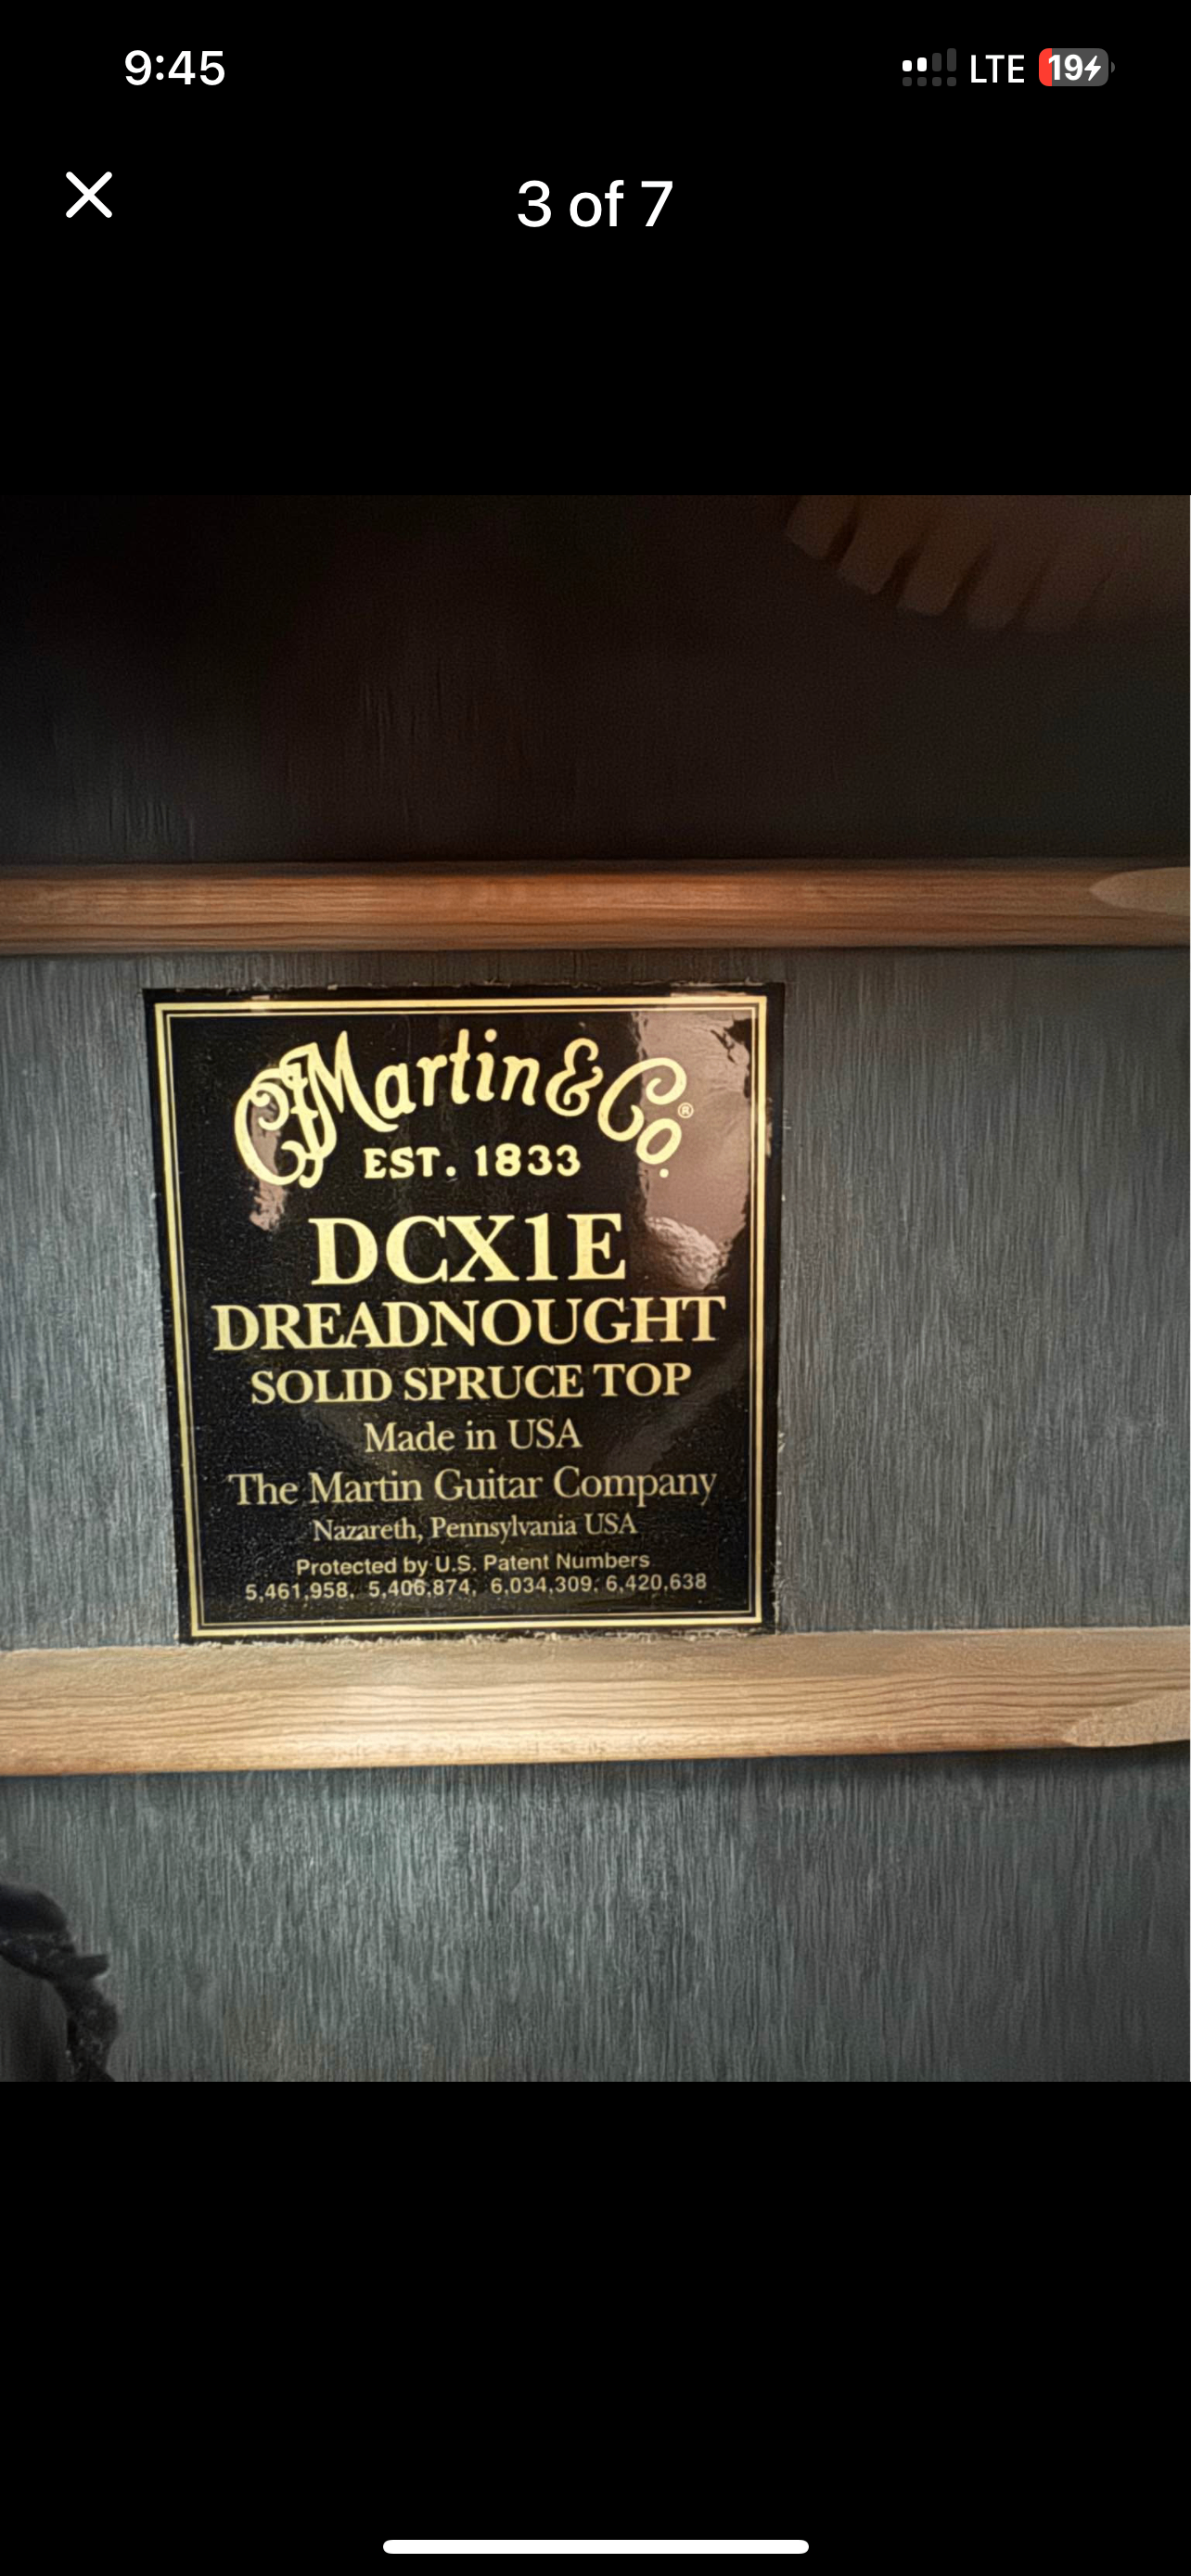 9:45
LTE
19
3 of 7
CF Martin & Co.®
EST. 1833
DCX1E
DREADNOUGHT
SOLID SPRUCE TOP
Made in USA
The Martin Guitar Company
Nazareth, Pennsylvania USA
Protected by U.S. Patent Numbers
5,461,958, 5,406,874, 6,034,309, 6,420,638